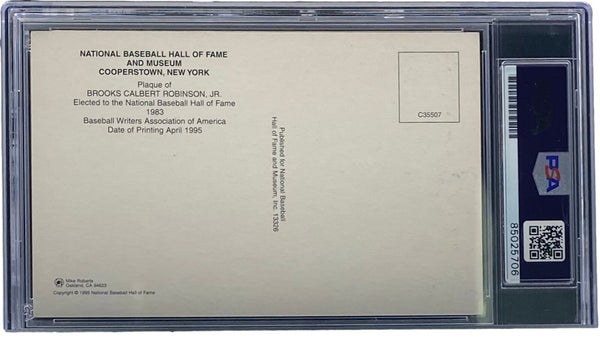 NATIONAL BASEBALL HALL OF FAME
AND MUSEUM
COOPERSTOWN, NEW YORK
Plaque of
BROOKS CALBERT ROBINSON, JR.
Elected to the National Baseball Hall of Fame
1983
Baseball Writers Association of America
Date of Printing April 1995
C35507
Published for National Baseball
Hall of Fame and Museum, Inc. 13326
Mike Roberts
Oakland, CA 94623
Copyright © 1995 National Baseball Hall of Fame
PSA
85025706